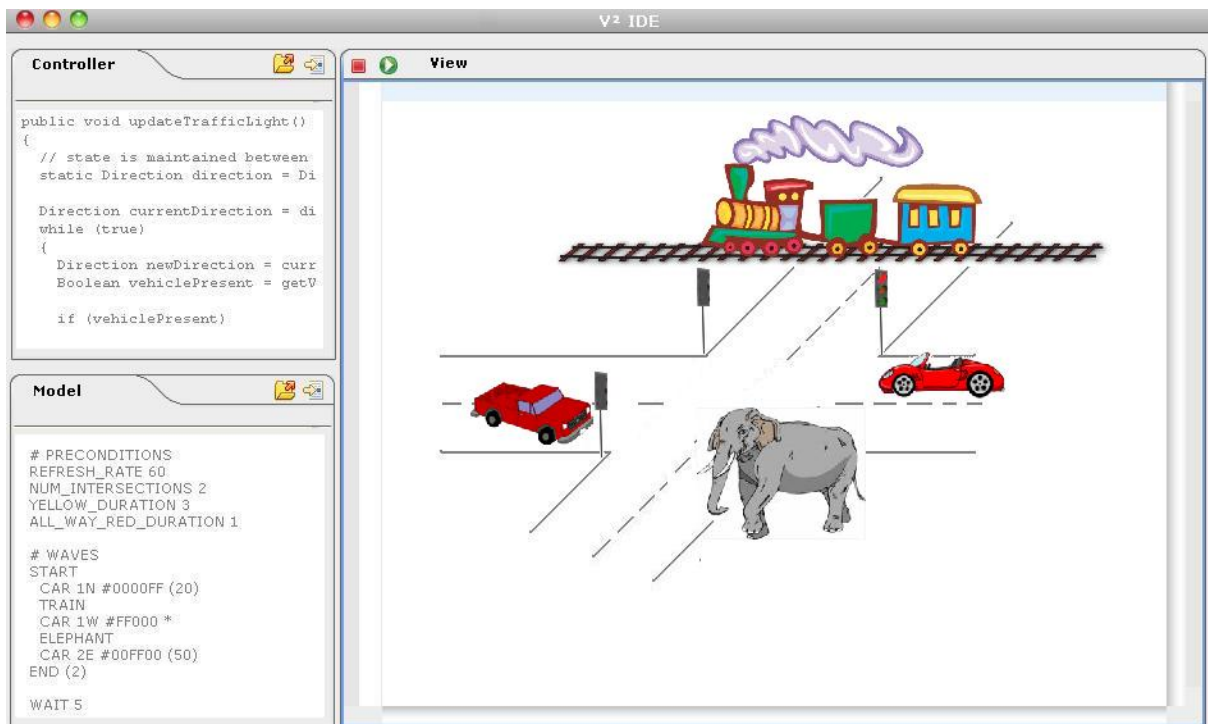 V² IDE
Controller
public void updateTrafficLight()
{
// state is maintained between
static Direction direction = Di
Direction currentDirection = di
while (true)
{
Direction newDirection = curr
Boolean vehiclePresent = getV
if (vehiclePresent)
Model
# PRECONDITIONS
REFRESH_RATE 60
NUM_INTERSECTIONS 2
YELLOW_DURATION 3
ALL_WAY_RED_DURATION 1
# WAVES
START
CAR 1N #0000FF (20)
TRAIN
CAR 1W #FF000 *
ELEPHANT
CAR 2E #00FF00 (50)
END (2)
WAIT 5
View